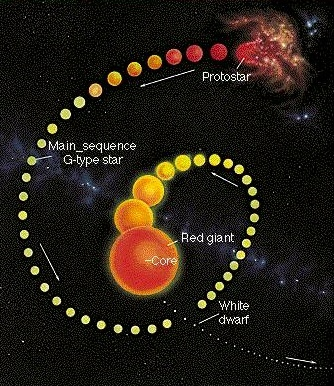 Protostar
Main_sequence
G-type star
Red giant
Core
White
dwarf